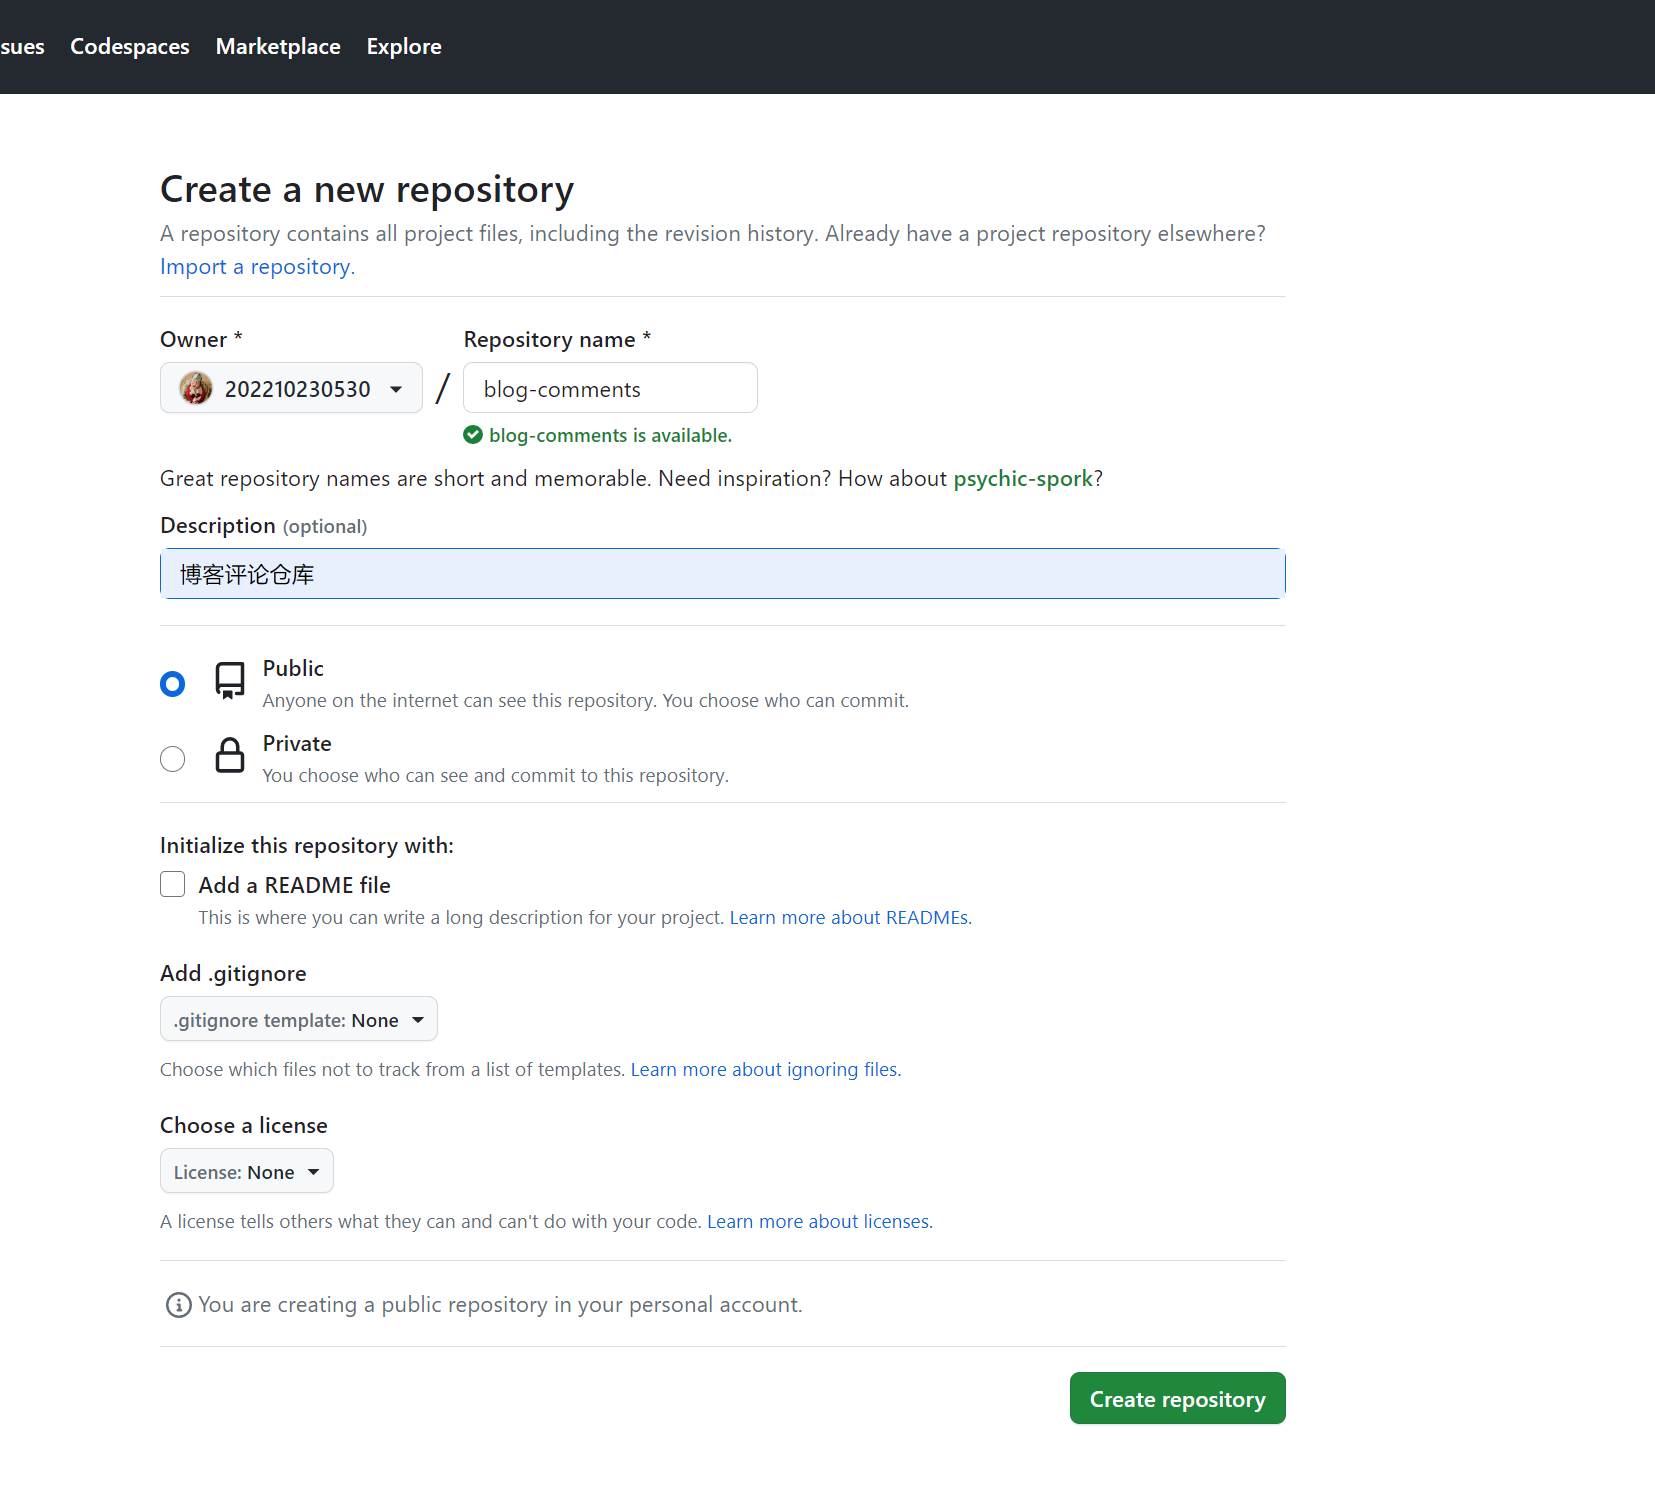 sues Codespaces Marketplace Explore
Create a new repository
A repository contains all project files, including the revision history. Already have a project repository elsewhere?
Import a repository.
Owner * Repository name *
202210230530 / blog-comments
blog-comments is available.
Great repository names are short and memorable. Need inspiration? How about psychic-spork?
Description (optional)
博客评论仓库
Public
Anyone on the internet can see this repository. You choose who can commit.
Private
You choose who can see and commit to this repository.
Initialize this repository with:
Add a README file
This is where you can write a long description for your project. Learn more about READMEs.
Add .gitignore
.gitignore template: None
Choose which files not to track from a list of templates. Learn more about ignoring files.
Choose a license
License: None
A license tells others what they can and can't do with your code. Learn more about licenses.
You are creating a public repository in your personal account.
Create repository